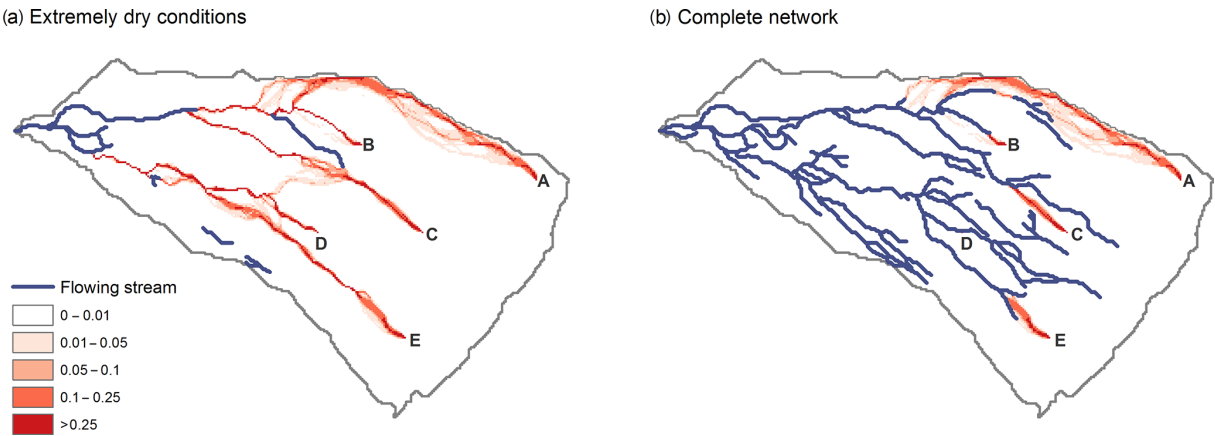 (a) Extremely dry conditions
(b) Complete network
B
A
C
D
E
B
A
C
D
E
Flowing stream
0 – 0.01
0.01 – 0.05
0.05 – 0.1
0.1 – 0.25
>0.25